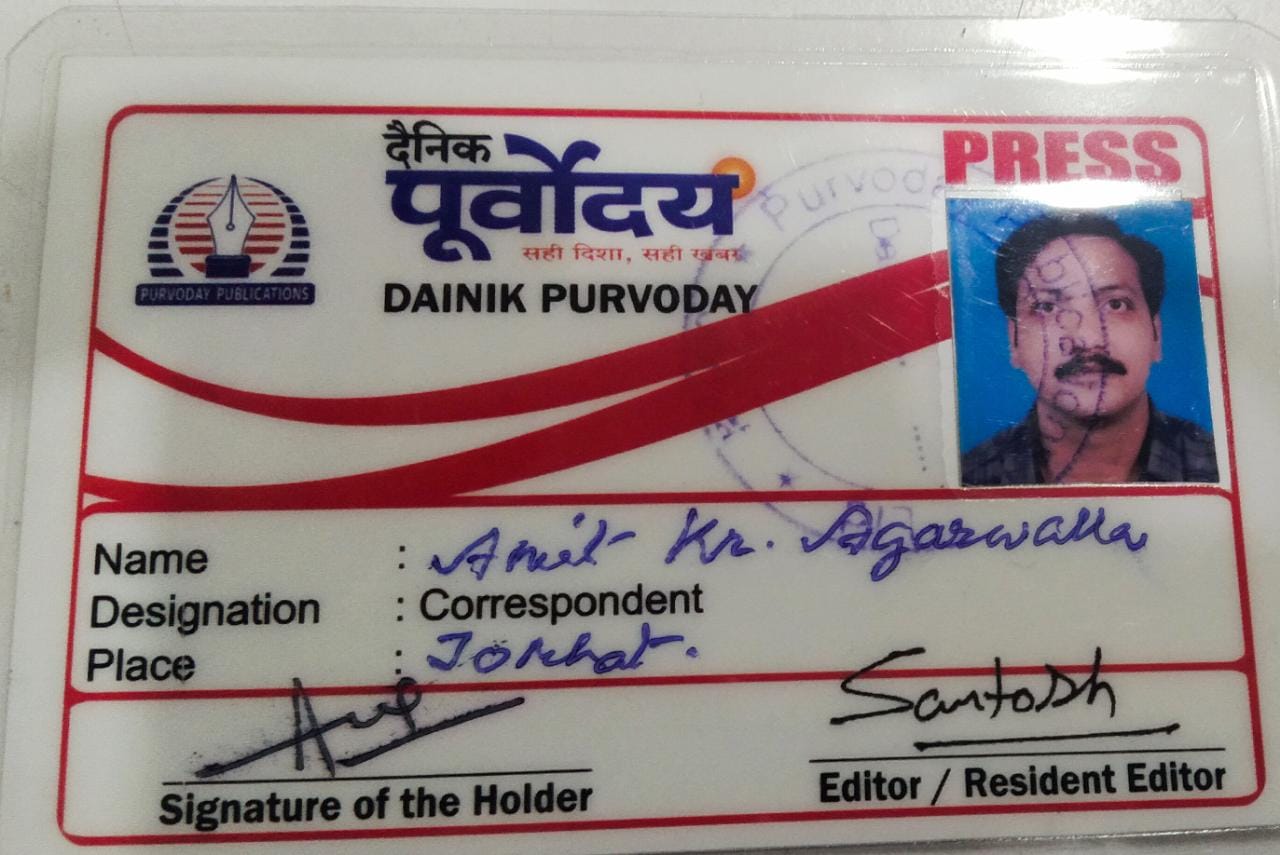 दैनिक
पूर्वोदय
सही दिशा, सही खबर
PURVODAY PUBLICATIONS
DAINIK PURVODAY
PRESS
Purvoday
Name : Amit Kr. Agarwalla
Designation : Correspondent
Place : Jorhat.
Santosh
Signature of the Holder
Editor / Resident Editor